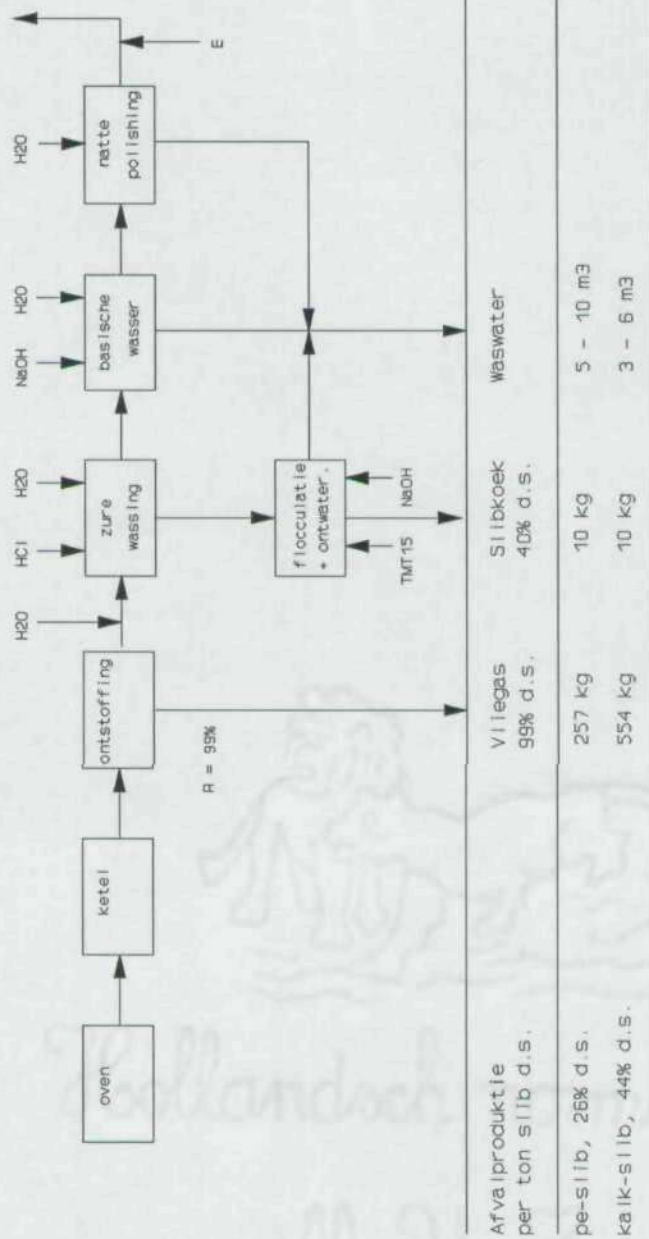 oven
ketel
ontstoffing
R = 99%
H2O
HCl
H2O
zure
wassing
NaOH
H2O
basische
wasser
H2O
natte
polishing
E
flocculatie
+ ontwater.
TMT15
NaOH
Afvalproduktie
per ton slib d.s.
Vliegas
99% d.s.
Slibkoek
40% d.s.
Waswater
pe-slib, 26% d.s. 257 kg 10 kg 5 - 10 m3
kalk-slib, 44% d.s. 554 kg 10 kg 3 - 6 m3